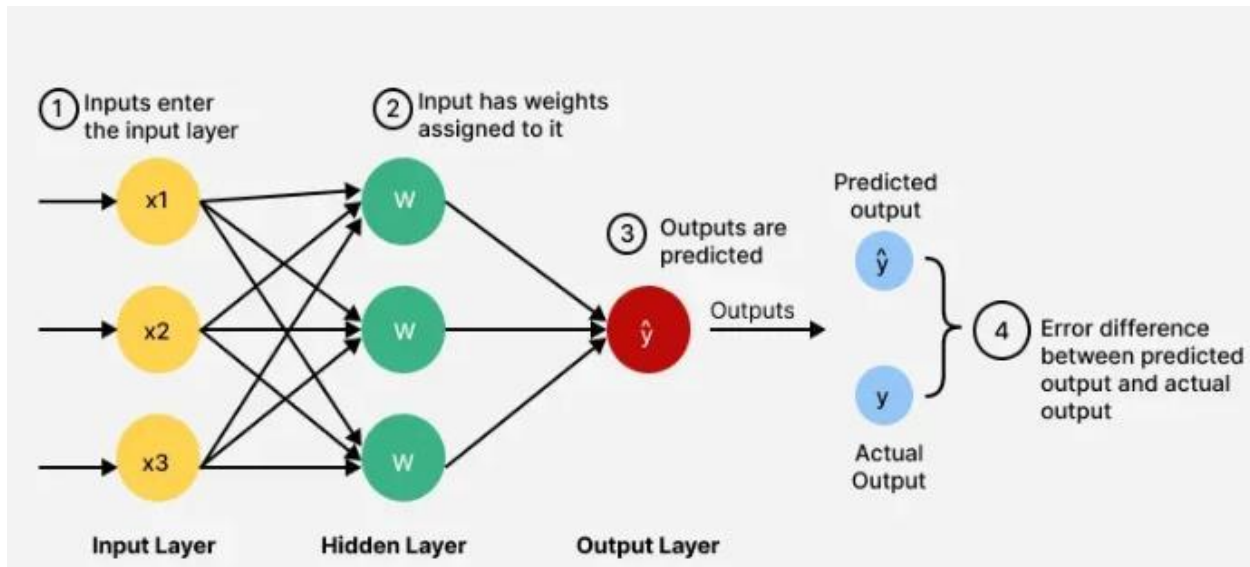 1 Inputs enter
the input layer
2 Input has weights
assigned to it
x1
x2
x3
W
W
W
3 Outputs are
predicted
ŷ
Outputs
Predicted
output
ŷ
y
Actual
Output
4 Error difference
between predicted
output and actual
output
Input Layer
Hidden Layer
Output Layer